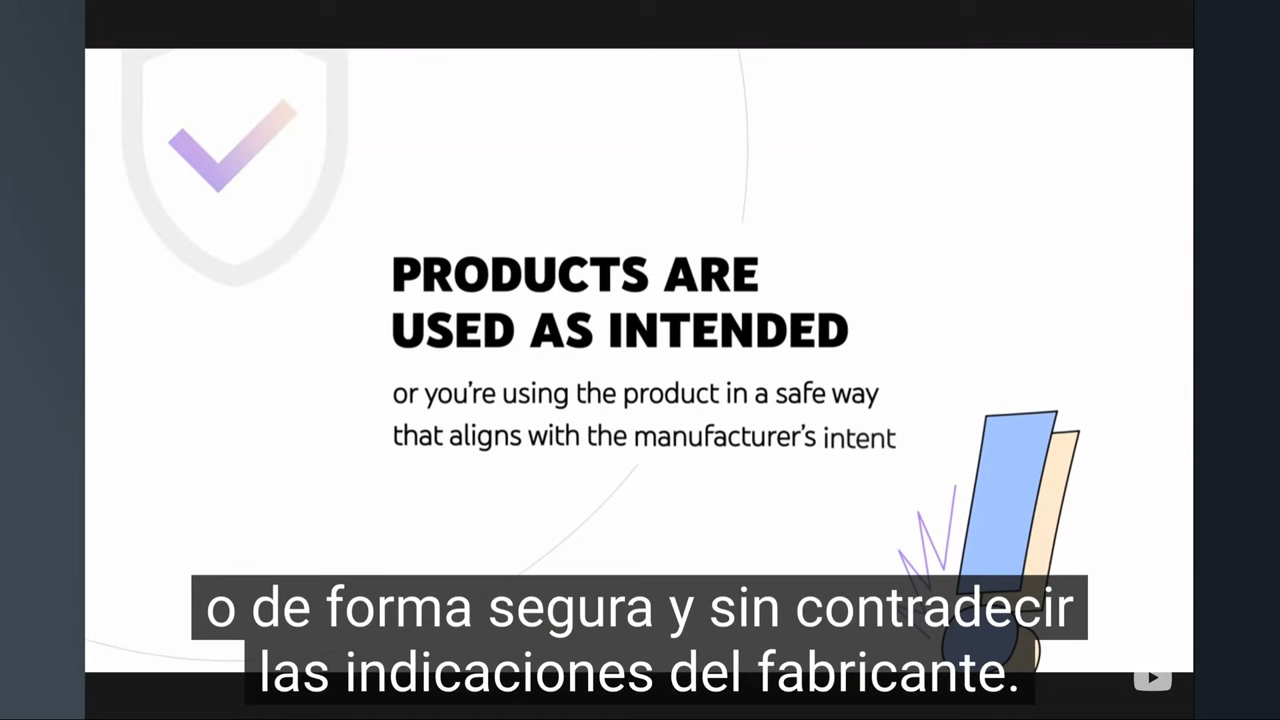 PRODUCTS ARE
USED AS INTENDED
or you're using the product in a safe way
that aligns with the manufacturer's intent
o de forma segura y sin contradecir
las indicaciones del fabricante.